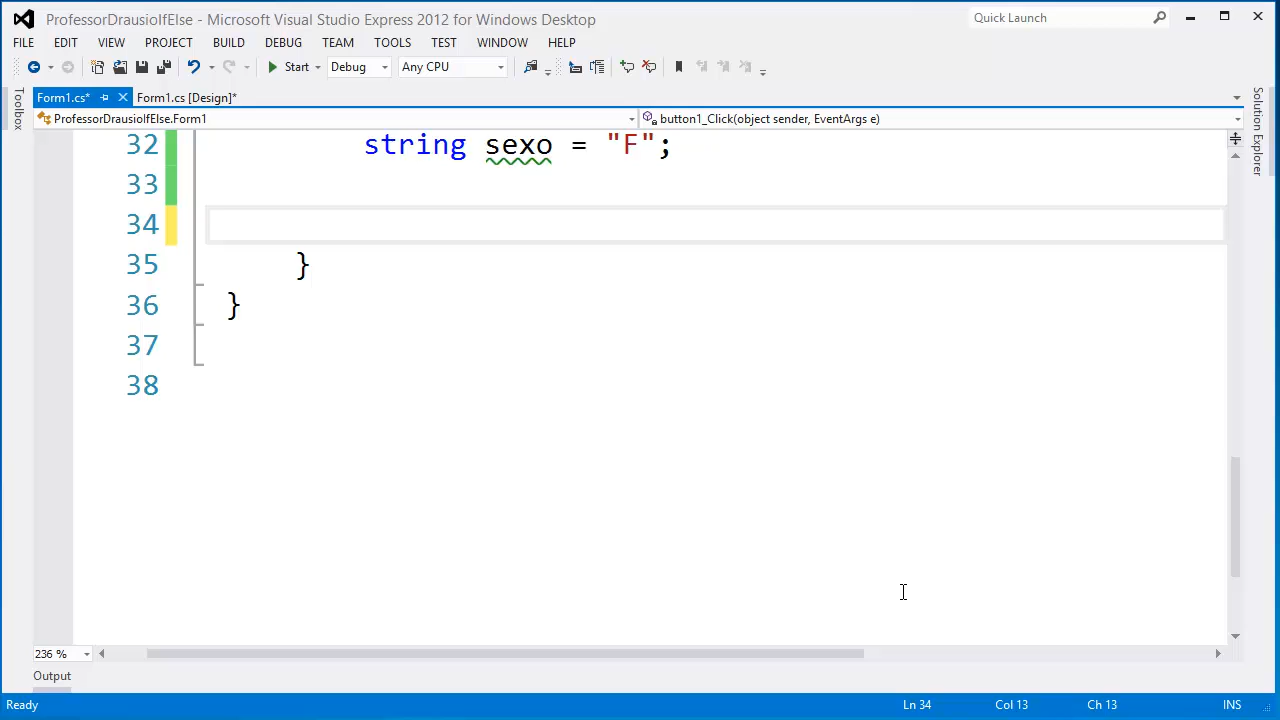 ProfessorDrausioIfElse - Microsoft Visual Studio Express 2012 for Windows Desktop
Quick Launch
FILE EDIT VIEW PROJECT BUILD DEBUG TEAM TOOLS TEST WINDOW HELP
Start Debug Any CPU
Toolbox
Form1.cs* Form1.cs [Design]*
Solution Explorer
ProfessorDrausioIfElse.Form1 button1_Click(object sender, EventArgs e)
32 string sexo = "F";
33
34
35 }
36 }
37
38
236 %
Output
Ready Ln 34 Col 13 Ch 13 INS